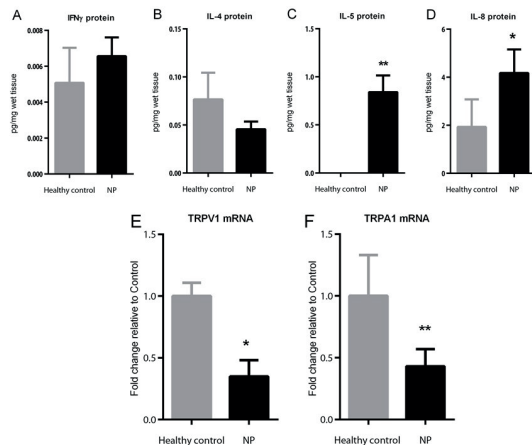 A
IFNγ protein
pg/mg wet tissue
0.008
0.006
0.004
0.002
0.000
Healthy control NP
B
IL-4 protein
pg/mg wet tissue
0.15
0.10
0.05
0.00
Healthy control NP
C
IL-5 protein
pg/mg wet tissue
1.5
1.0
0.5
0.0
**
Healthy control NP
D
IL-8 protein
pg/mg wet tissue
6
4
2
0
*
Healthy control NP
E
TRPV1 mRNA
Fold change relative to Control
1.5
1.0
0.5
0.0
*
Healthy control NP
F
TRPA1 mRNA
Fold change relative to Control
1.5
1.0
0.5
0.0
**
Healthy control NP